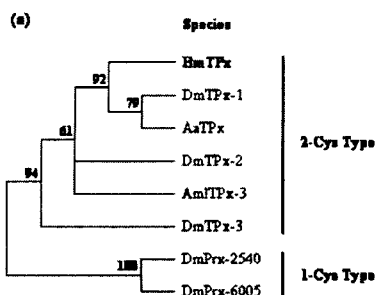 (a)
Species
BmTPx
92
DmTPx-1
79
AaTPx
61
DmTPx-2
2-Cys Type
94
AmlTPx-3
DmTPx-3
DmPrx-2540
100
1-Cys Type
DmPrx-6005